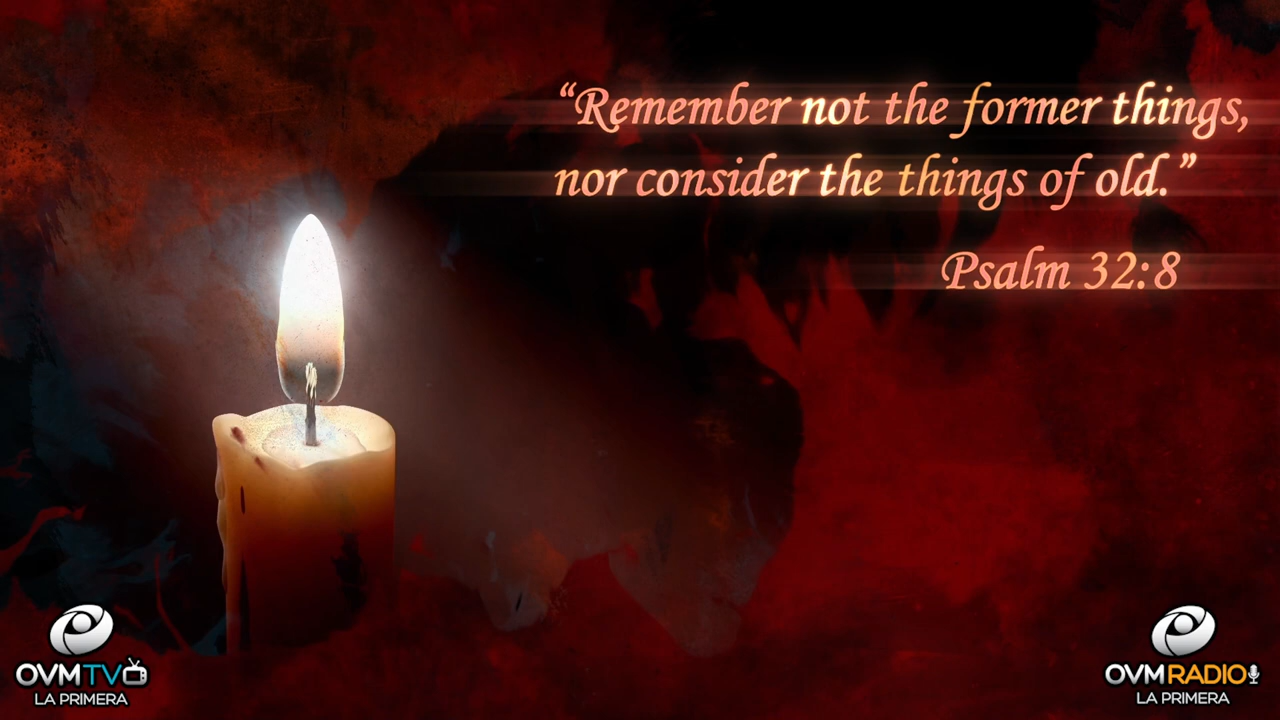 “Remember not the former things,
nor consider the things of old.”
Psalm 32:8
OVMTV
LA PRIMERA
OVMRADIO
LA PRIMERA